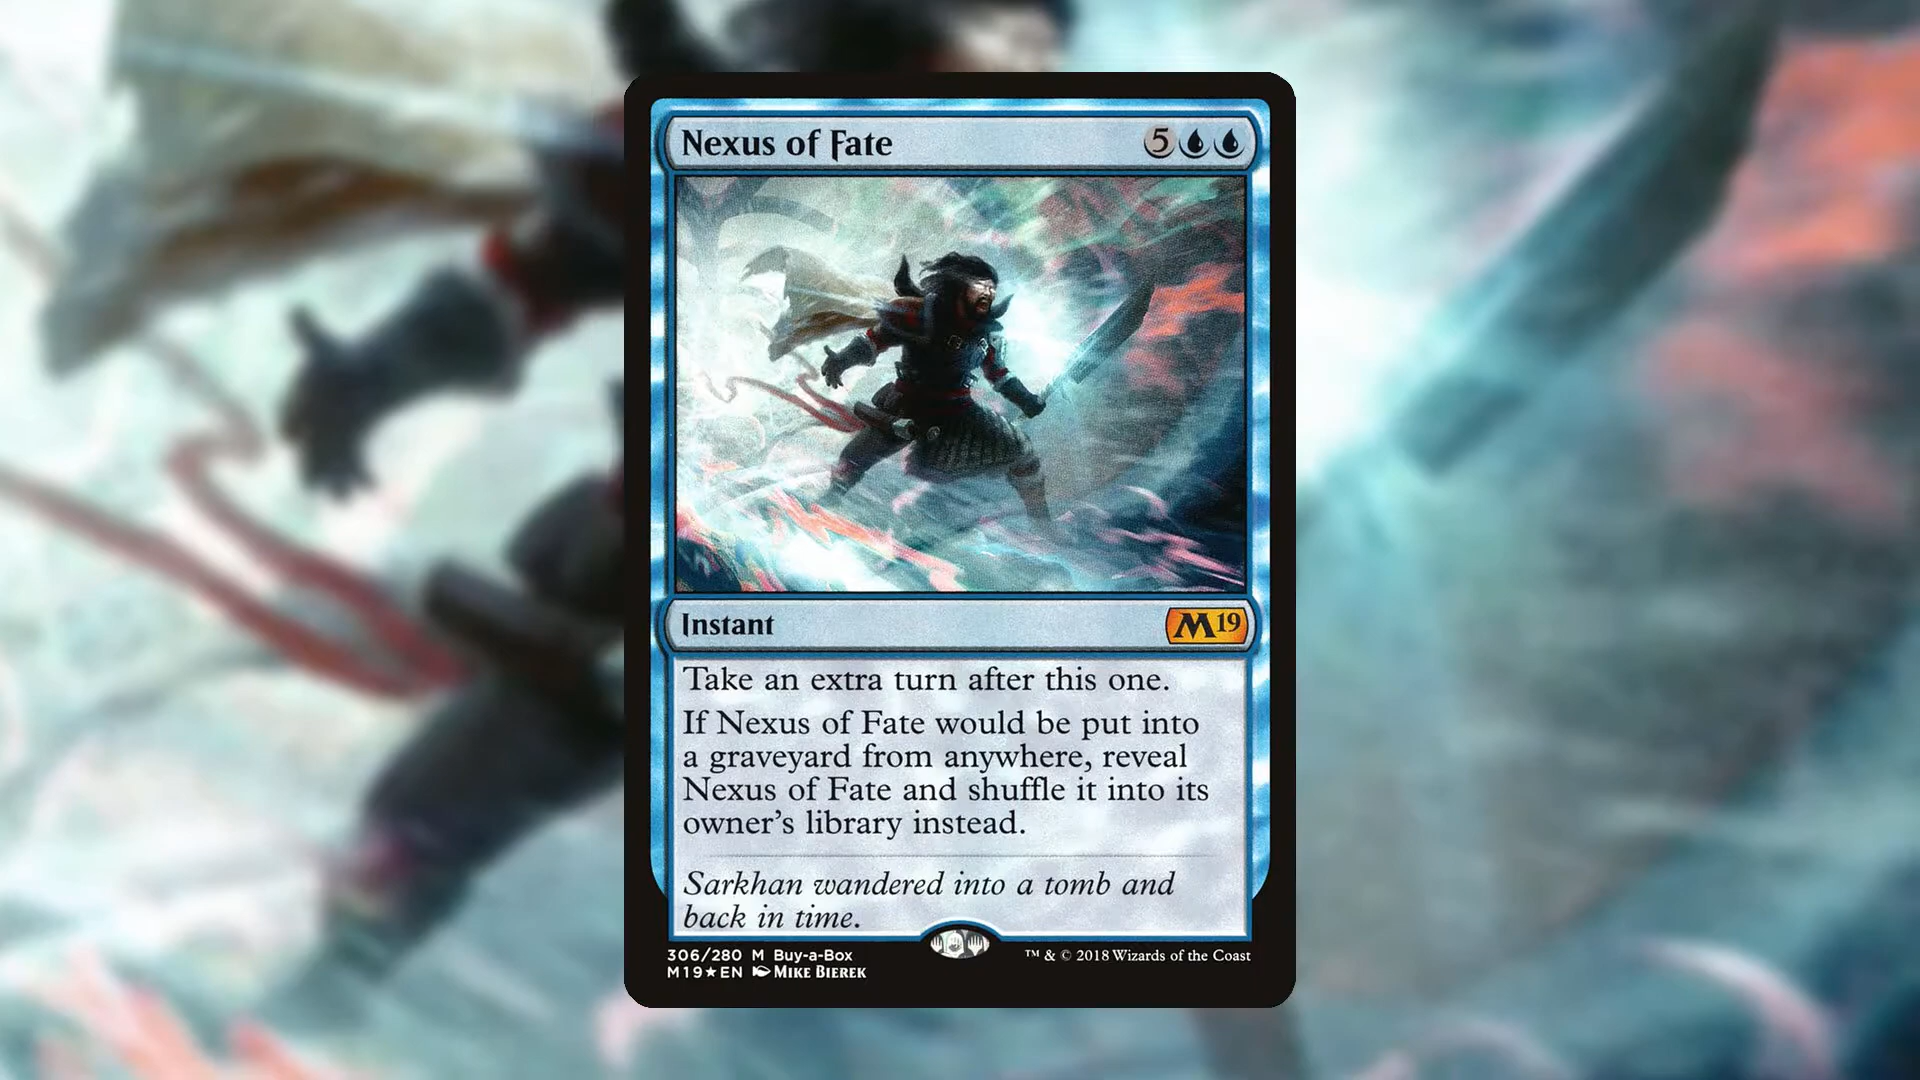 Nexus of Fate
5
Instant
M19
Take an extra turn after this one.
If Nexus of Fate would be put into
a graveyard from anywhere, reveal
Nexus of Fate and shuffle it into its
owner's library instead.
Sarkhan wandered into a tomb and
back in time.
306/280 M Buy-a-Box
M19★EN Mike Bierek
™ & © 2018 Wizards of the Coast